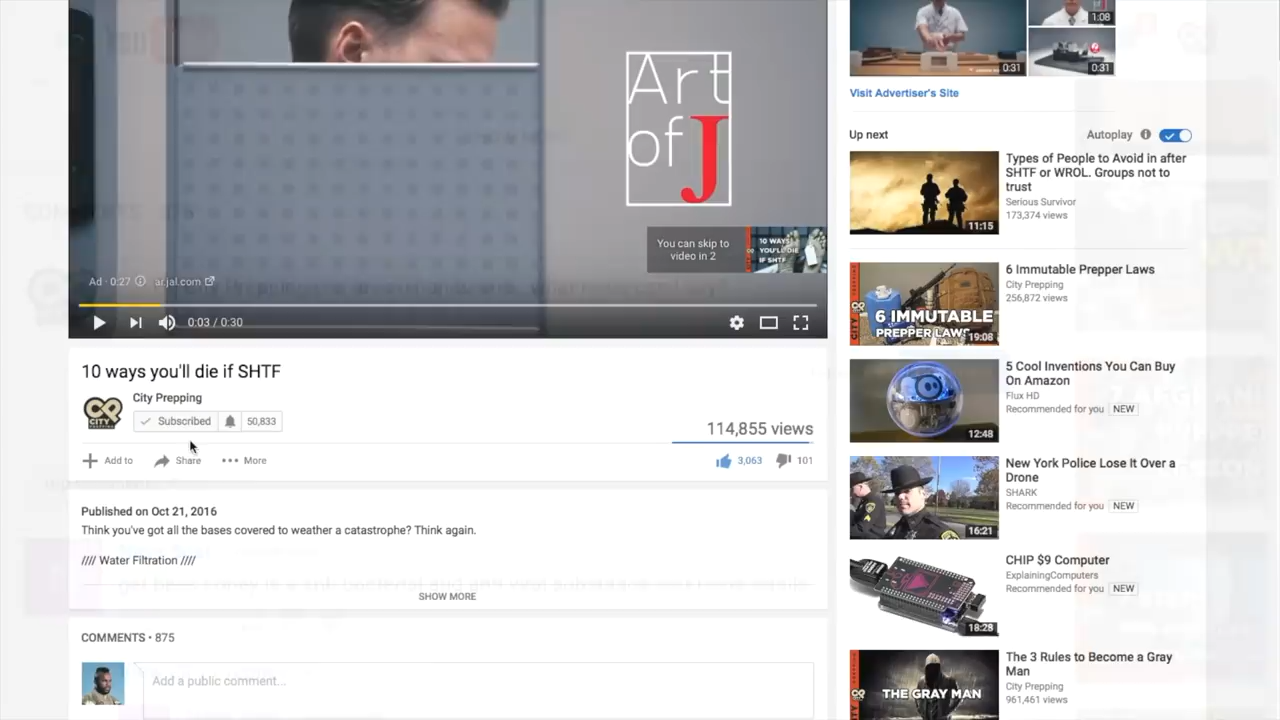 Art
of J
You can skip to
video in 2
10 WAYS
YOU'LL DIE
IF SHTF
Ad · 0:27
ar.jal.com
0:03 / 0:30
10 ways you'll die if SHTF
City Prepping
CITY
Subscribed
50,833
114,855 views
Add to
Share
More
3,063
101
Published on Oct 21, 2016
Think you've got all the bases covered to weather a catastrophe? Think again.
//// Water Filtration ////
SHOW MORE
COMMENTS • 875
Add a public comment...
0:31
1:08
0:31
Visit Advertiser's Site
Up next
Autoplay
11:15
Types of People to Avoid in after
SHTF or WROL. Groups not to
trust
Serious Survivor
173,374 views
6 IMMUTABLE
PREPPER LAWS
19:08
6 Immutable Prepper Laws
City Prepping
256,872 views
12:48
5 Cool Inventions You Can Buy
On Amazon
Flux HD
Recommended for you NEW
16:21
New York Police Lose It Over a
Drone
SHARK
Recommended for you NEW
18:28
CHIP $9 Computer
ExplainingComputers
Recommended for you NEW
THE GRAY MAN
The 3 Rules to Become a Gray
Man
City Prepping
961,461 views